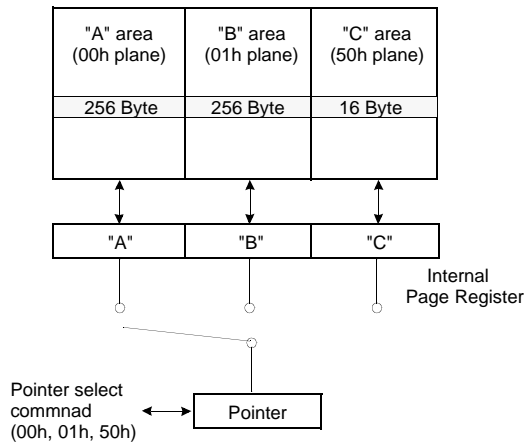 "A" area
(00h plane)
"B" area
(01h plane)
"C" area
(50h plane)
256 Byte
256 Byte
16 Byte
"A"
"B"
"C"
Internal
Page Register
Pointer select
commnad
(00h, 01h, 50h)
Pointer